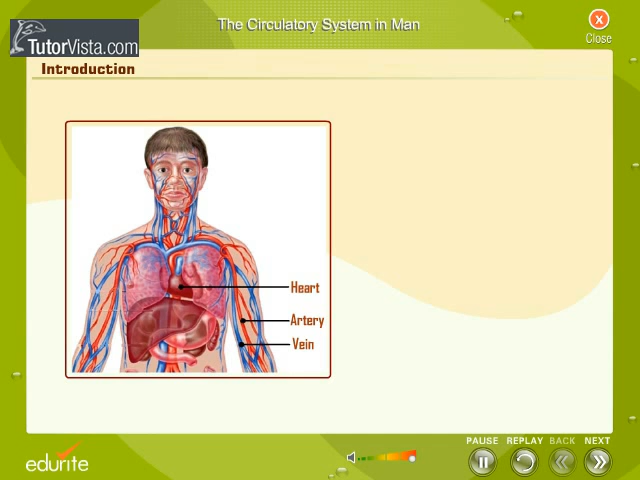 The Circulatory System in Man
X
Close
TutorVista.com
Introduction
Heart
Artery
Vein
PAUSE REPLAY BACK NEXT
edurite